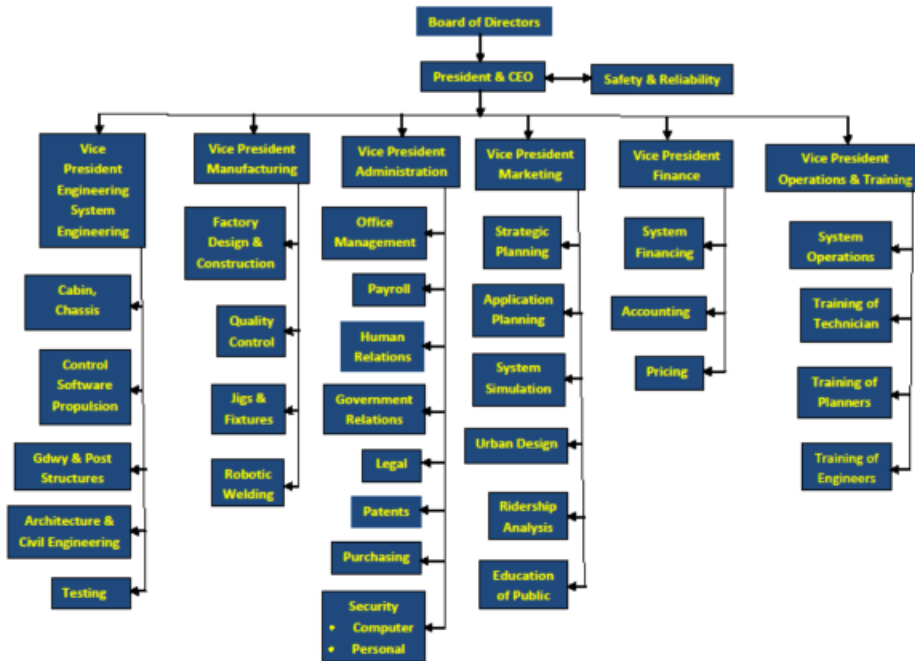 Board of Directors
President & CEO
Safety & Reliability
Vice
President
Engineering
System
Engineering
Cabin,
Chassis
Control
Software
Propulsion
Gdwy & Post
Structures
Architecture &
Civil Engineering
Testing
Vice President
Manufacturing
Factory
Design &
Construction
Quality
Control
Jigs &
Fixtures
Robotic
Welding
Vice President
Administration
Office
Management
Payroll
Human
Relations
Government
Relations
Legal
Patents
Purchasing
Security
• Computer
• Personal
Vice President
Marketing
Strategic
Planning
Application
Planning
System
Simulation
Urban Design
Ridership
Analysis
Education
of Public
Vice President
Finance
System
Financing
Accounting
Pricing
Vice President
Operations & Training
System
Operations
Training of
Technician
Training of
Planners
Training of
Engineers